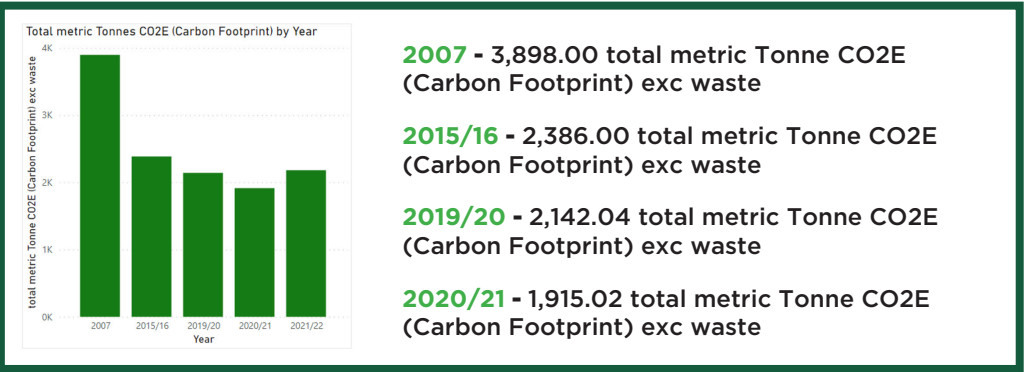 Total metric Tonnes CO2E (Carbon Footprint) by Year
total metric Tonne CO2E (Carbon Footprint) exc waste
4K
3K
2K
1K
0K
2007 2015/16 2019/20 2020/21 2021/22
Year
2007 - 3,898.00 total metric Tonne CO2E
(Carbon Footprint) exc waste
2015/16 - 2,386.00 total metric Tonne CO2E
(Carbon Footprint) exc waste
2019/20 - 2,142.04 total metric Tonne CO2E
(Carbon Footprint) exc waste
2020/21 - 1,915.02 total metric Tonne CO2E
(Carbon Footprint) exc waste